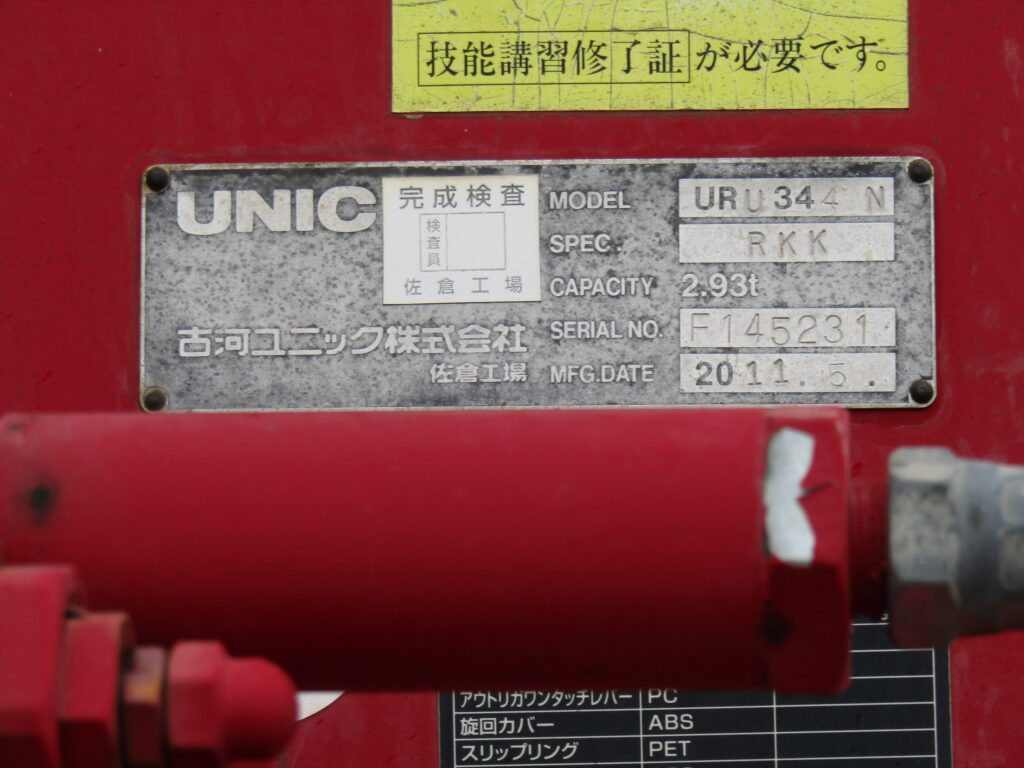 技能講習修了証が必要です。
UNIC
完成検査
検査員
佐倉工場
古河ユニック株式会社
佐倉工場
MODEL URU344N
SPEC. RKK
CAPACITY 2.93t
SERIAL NO. F145231
MFG.DATE 2011. 5.
アウトリガワンタッチレバー PC
旋回カバー ABS
スリップリング PET